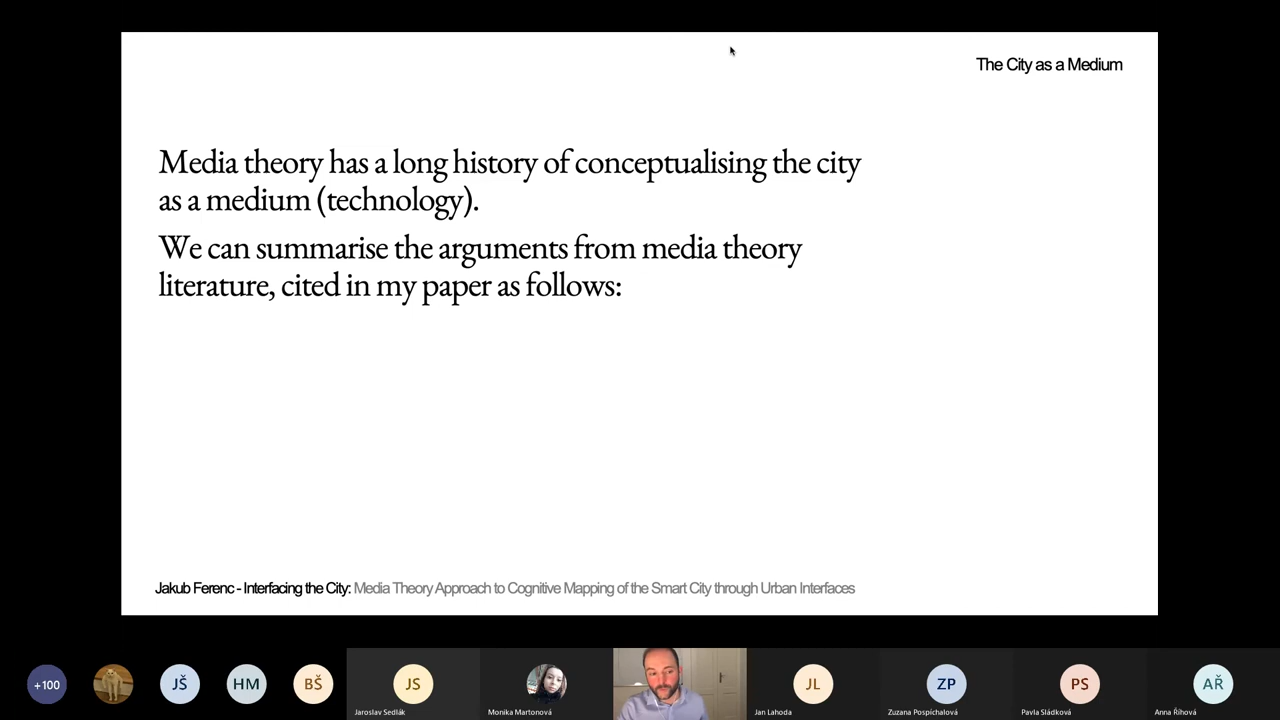 The City as a Medium
Media theory has a long history of conceptualising the city
as a medium (technology).
We can summarise the arguments from media theory
literature, cited in my paper as follows:
Jakub Ferenc - Interfacing the City: Media Theory Approach to Cognitive Mapping of the Smart City through Urban Interfaces
+100
JŠ
HM
BŠ
JS
JL
ZP
PS
AŘ
Jaroslav Sedlák
Monika Martonová
Jan Lahoda
Zuzana Pospíchalová
Pavla Sládková
Anna Říhová